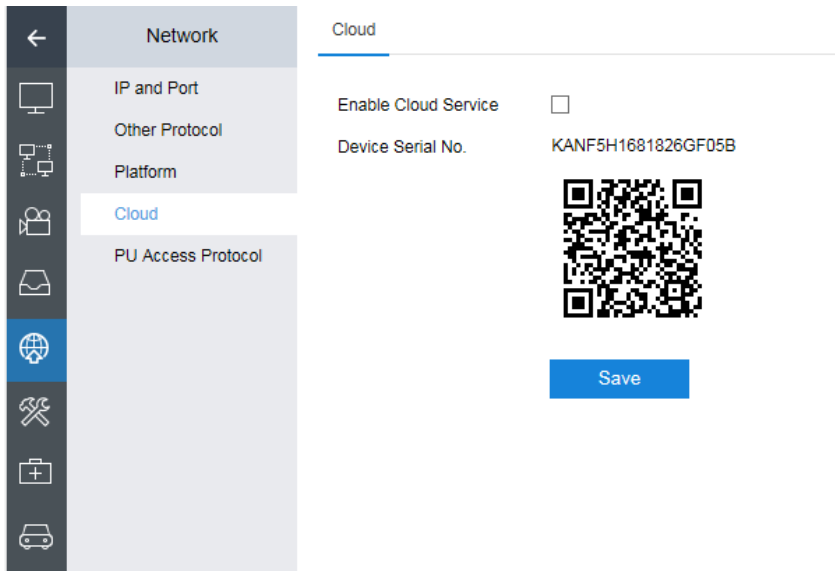 Network
IP and Port
Other Protocol
Platform
Cloud
PU Access Protocol
Cloud
Enable Cloud Service
Device Serial No. KANF5H1681826GF05B
Save